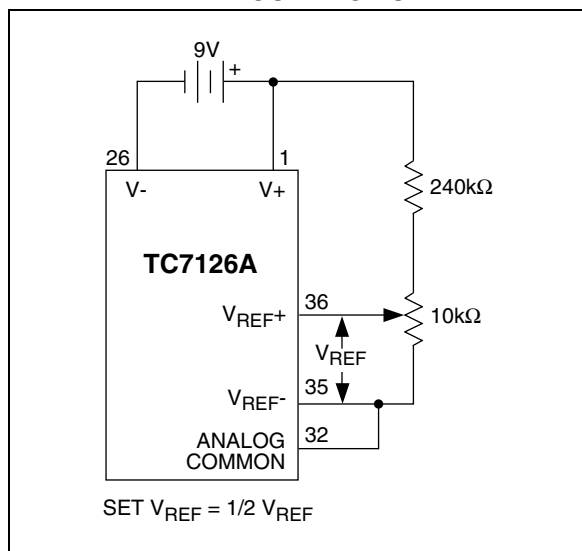 9V
+
26
1
V-
V+
240kΩ
TC7126A
36
VREF+
10kΩ
VREF
35
VREF-
32
ANALOG
COMMON
SET VREF = 1/2 VREF